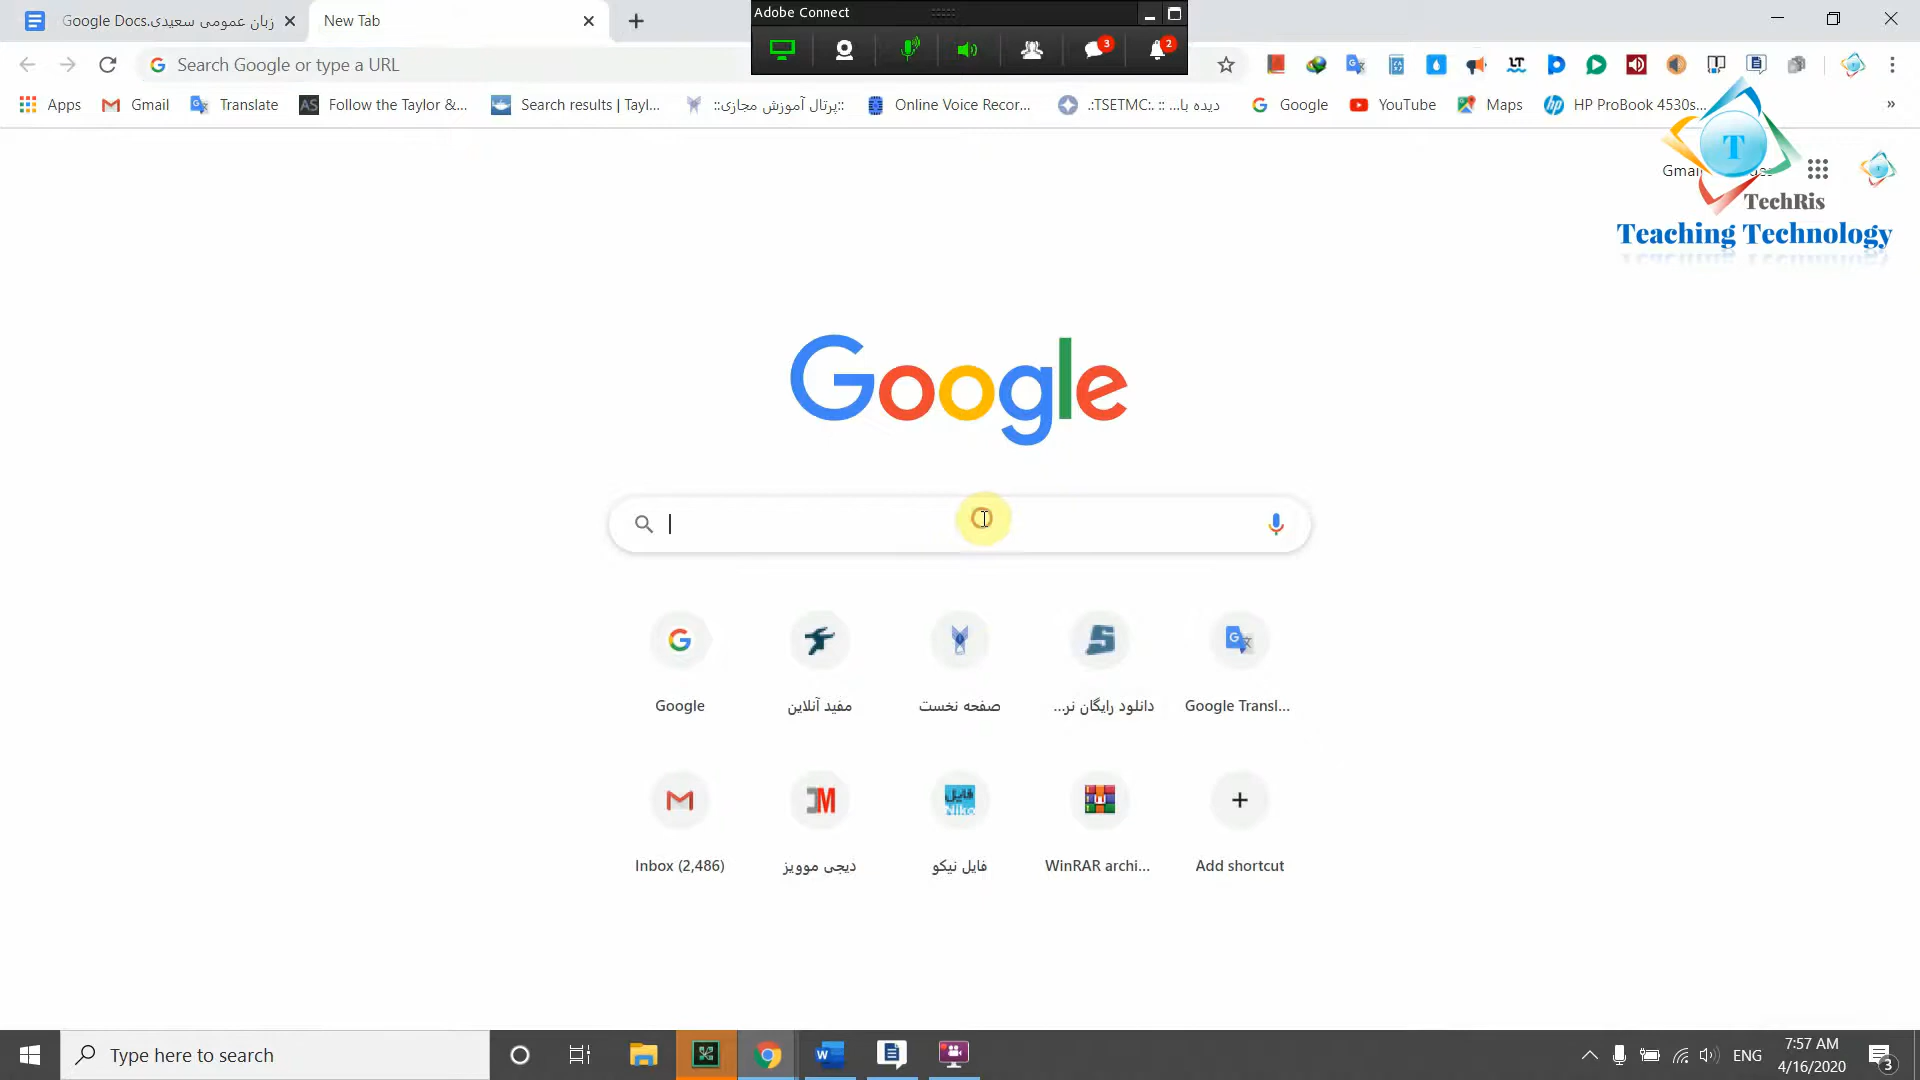 Google Docs.زبان عمومی سعیدی
New Tab
Adobe Connect
3
2
Search Google or type a URL
Apps
Gmail
Translate
Follow the Taylor &...
Search results | Tayl...
::پرتال آموزش مجازی::
Online Voice Recor...
.:TSETMC:. :: دیده با...
Google
YouTube
Maps
HP ProBook 4530s...
T
TechRis
Teaching Technology
Google
Google
مفید آنلاین
صفحه نخست
دانلود رایگان نر...
Google Transl...
Inbox (2,486)
دیجی موویز
فایل نیکو
WinRAR archi...
Add shortcut
Type here to search
ENG
7:57 AM
4/16/2020
3